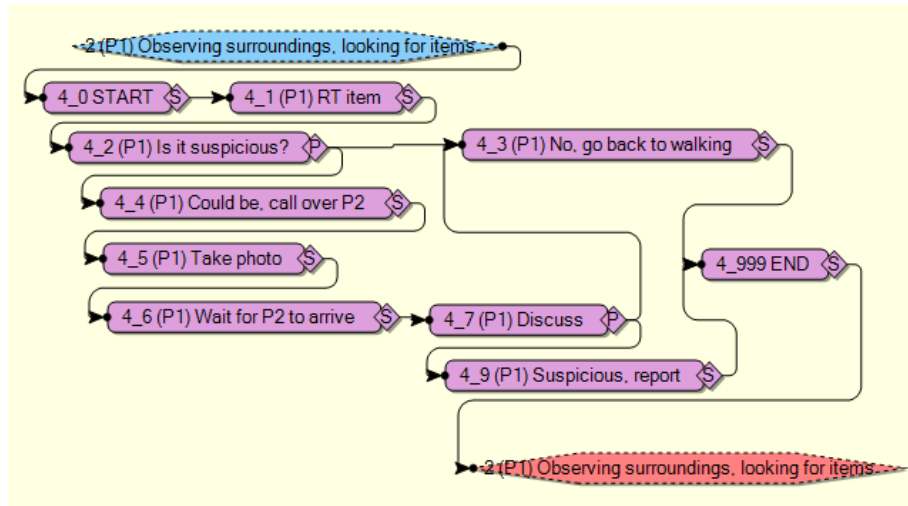 2 (P1) Observing surroundings, looking for items
4_0 START S
4_1 (P1) RT item S
4_2 (P1) Is it suspicious? P
4_3 (P1) No, go back to walking S
4_4 (P1) Could be, call over P2 S
4_5 (P1) Take photo S
4_999 END S
4_6 (P1) Wait for P2 to arrive S
4_7 (P1) Discuss P
4_9 (P1) Suspicious, report S
2 (P1) Observing surroundings, looking for items